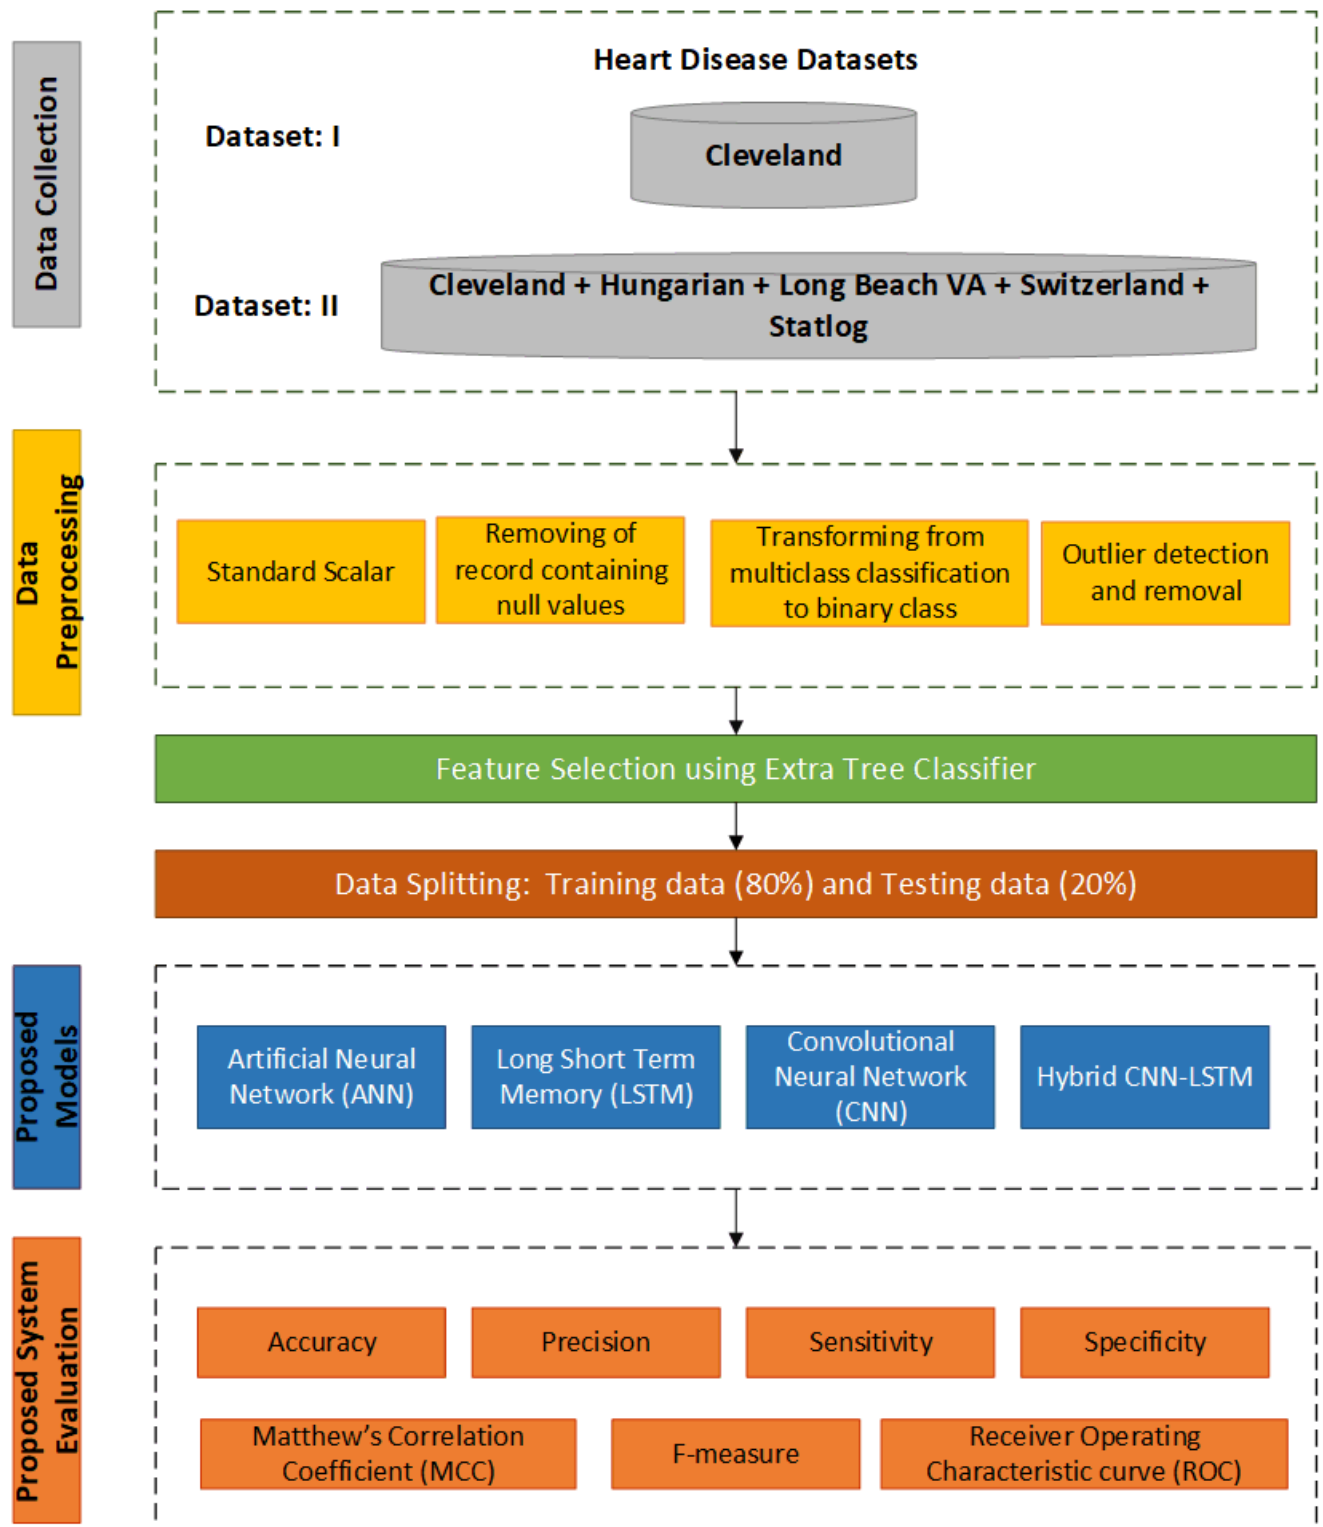 Data Collection
Heart Disease Datasets
Dataset: I
Cleveland
Dataset: II
Cleveland + Hungarian + Long Beach VA + Switzerland +
Statlog
Data
Preprocessing
Standard Scalar
Removing of
record containing
null values
Transforming from
multiclass classification
to binary class
Outlier detection
and removal
Feature Selection using Extra Tree Classifier
Data Splitting: Training data (80%) and Testing data (20%)
Proposed
Models
Artificial Neural
Network (ANN)
Long Short Term
Memory (LSTM)
Convolutional
Neural Network
(CNN)
Hybrid CNN-LSTM
Proposed System
Evaluation
Accuracy
Precision
Sensitivity
Specificity
Matthew's Correlation
Coefficient (MCC)
F-measure
Receiver Operating
Characteristic curve (ROC)